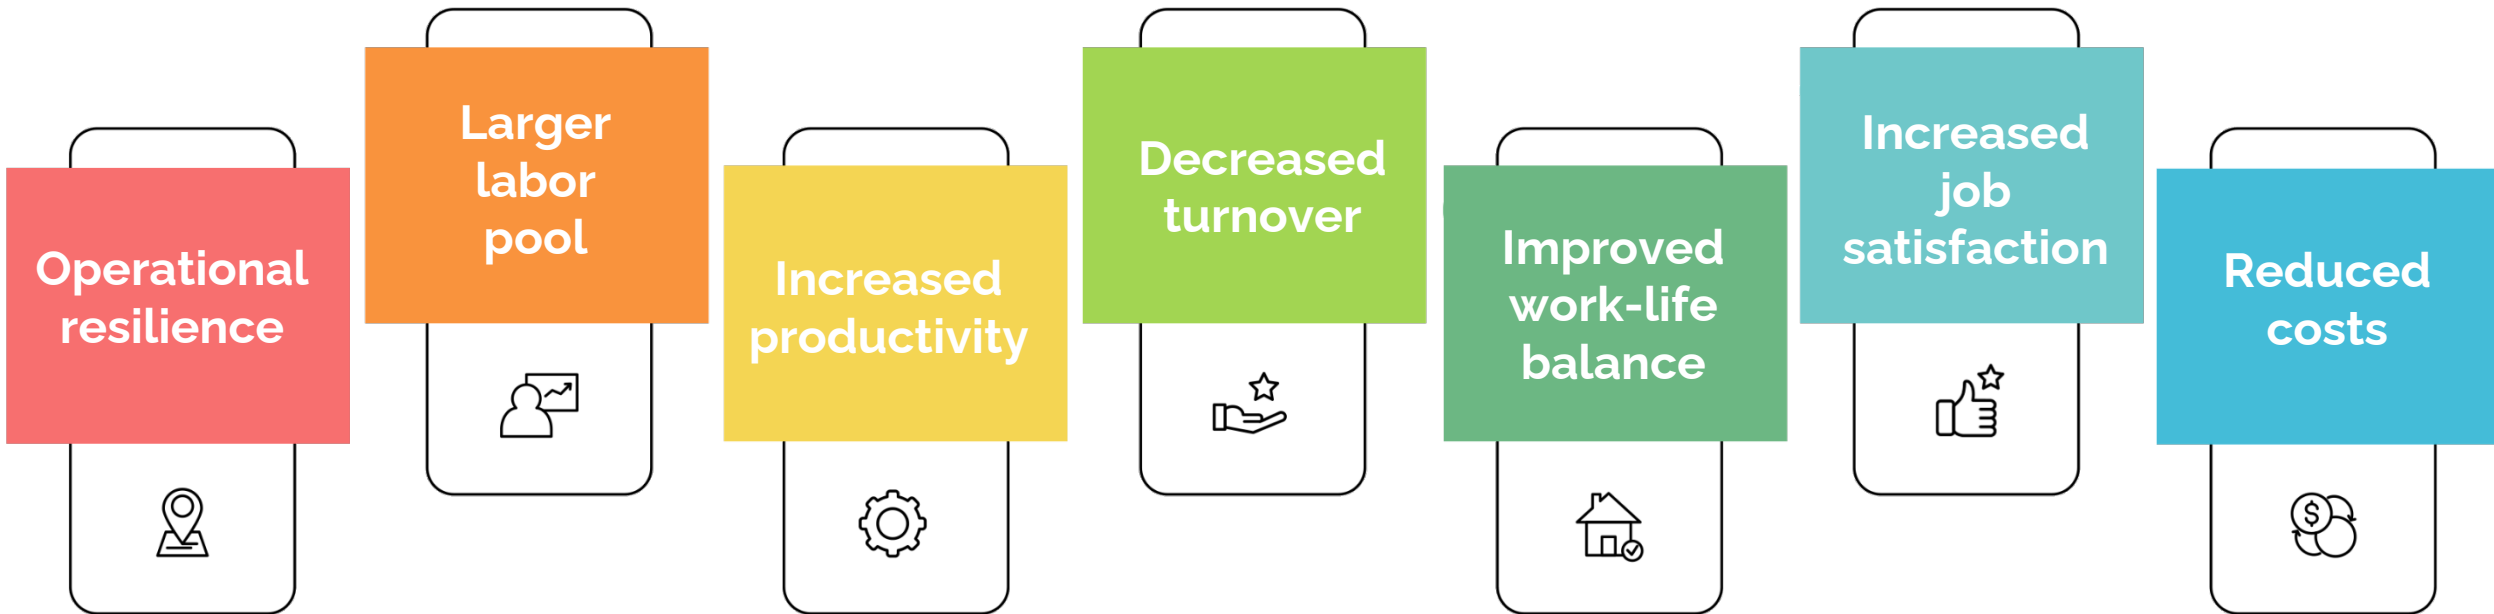 Operational
resilience
Larger
labor
pool
Increased
productivity
Decreased
turnover
Improved
work-life
balance
Increased
job
satisfaction
Reduced
costs
$